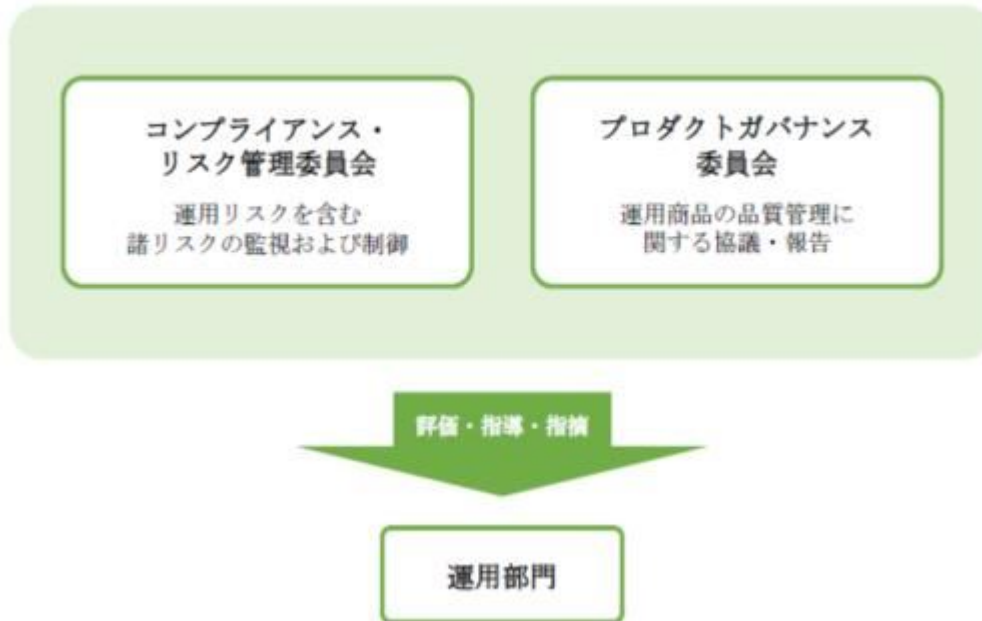 コンプライアンス・
リスク管理委員会
運用リスクを含む
諸リスクの監視および制御
プロダクトガバナンス
委員会
運用商品の品質管理に
関する協議・報告
評価・指導・指摘
運用部門